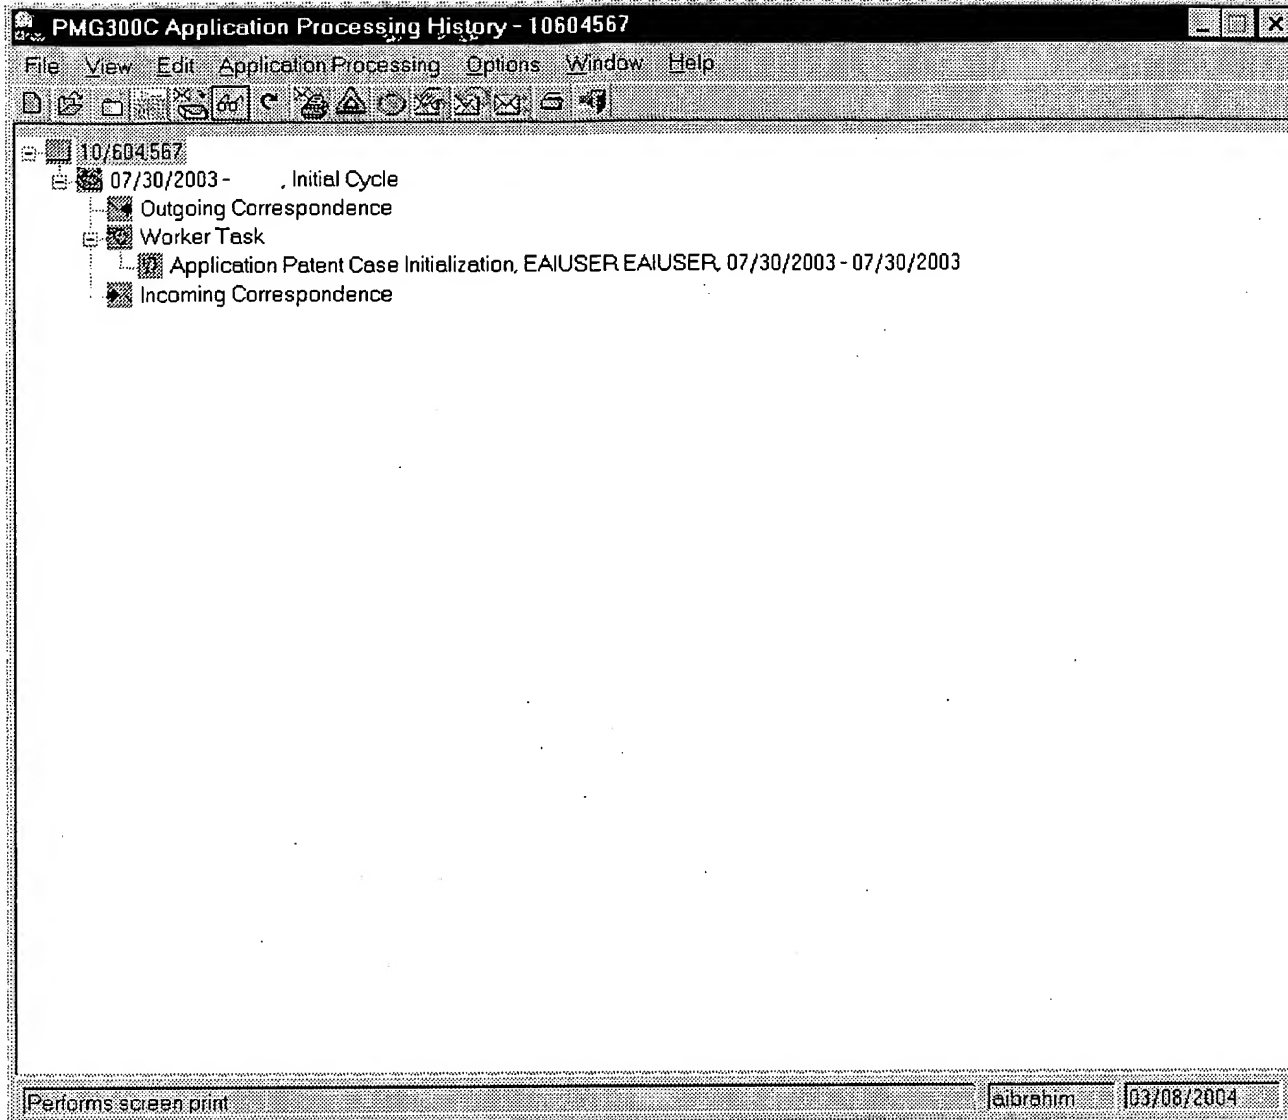 PMG300C Application Processing History - 10604567
File View Edit Application Processing Options Window Help
10/604,567
07/30/2003 - , Initial Cycle
Outgoing Correspondence
Worker Task
Application Patent Case Initialization, EAIUSER EAIUSER, 07/30/2003 - 07/30/2003
Incoming Correspondence
Performs screen print aibrahim 03/08/2004